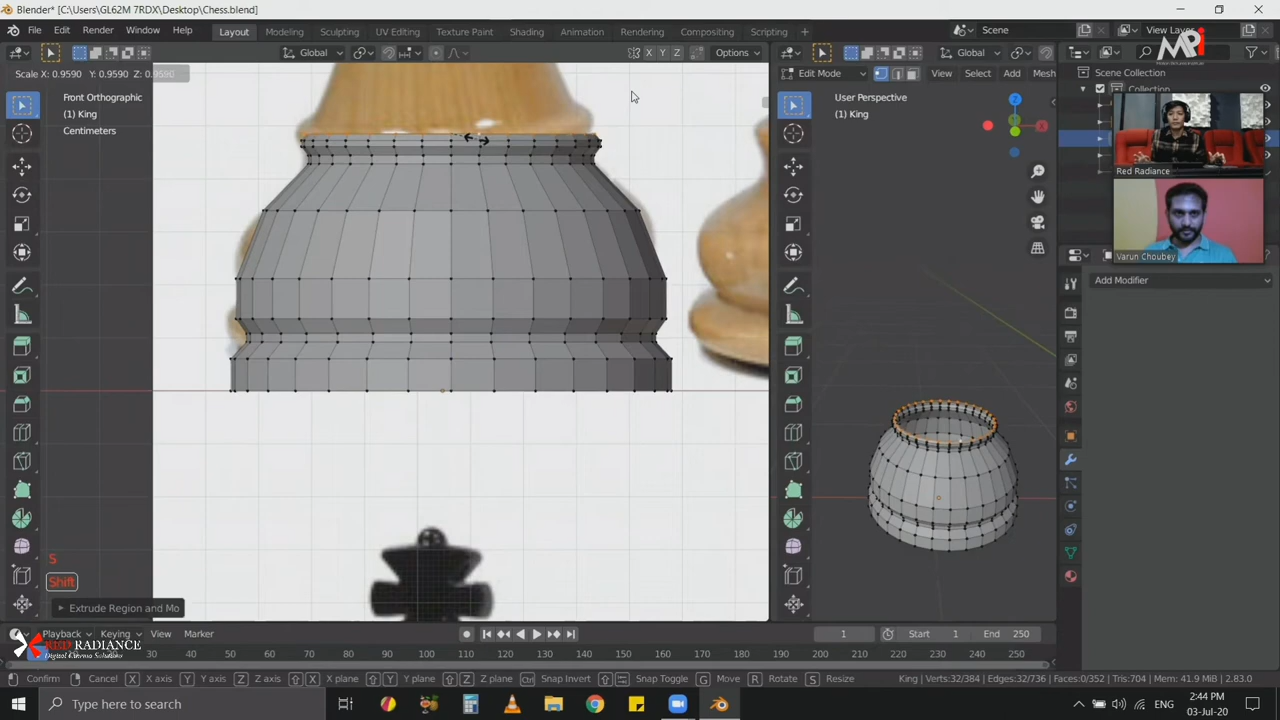 Blender* [C:\Users\GL62M 7RDX\Desktop\Chess.blend]
File Edit Render Window Help Layout Modeling Sculpting UV Editing Texture Paint Shading Animation Rendering Compositing Scripting Scene View Layer
Global X Y Z Options Global
Scale X: 0.9590 Y: 0.9590 Z: 0.9590
Edit Mode View Select Add Mesh
Scene Collection
Collection
Front Orthographic
(1) King
Centimeters
User Perspective
(1) King
Z
X
Red Radiance
Varun Choubey
Add Modifier
S
Shift
Extrude Region and Mo
Playback Keying View Marker
1 Start 1 End 250
RED RADIANCE
Digital Cinema Solutions
30 40 50 60 70 80 90 100 110 120 130 140 150 160 170 180 190 200 210 220 230 240 250
Confirm Cancel X X axis Y Y axis Z Z axis X X plane Y Y plane Z Z plane Snap Invert Snap Toggle G Move R Rotate S Resize King | Verts:32/384 | Edges:32/736 | Faces:0/352 | Tris:704 | Mem: 41.9 MiB | 2.83.0
Type here to search
ENG
2:44 PM
03-Jul-20